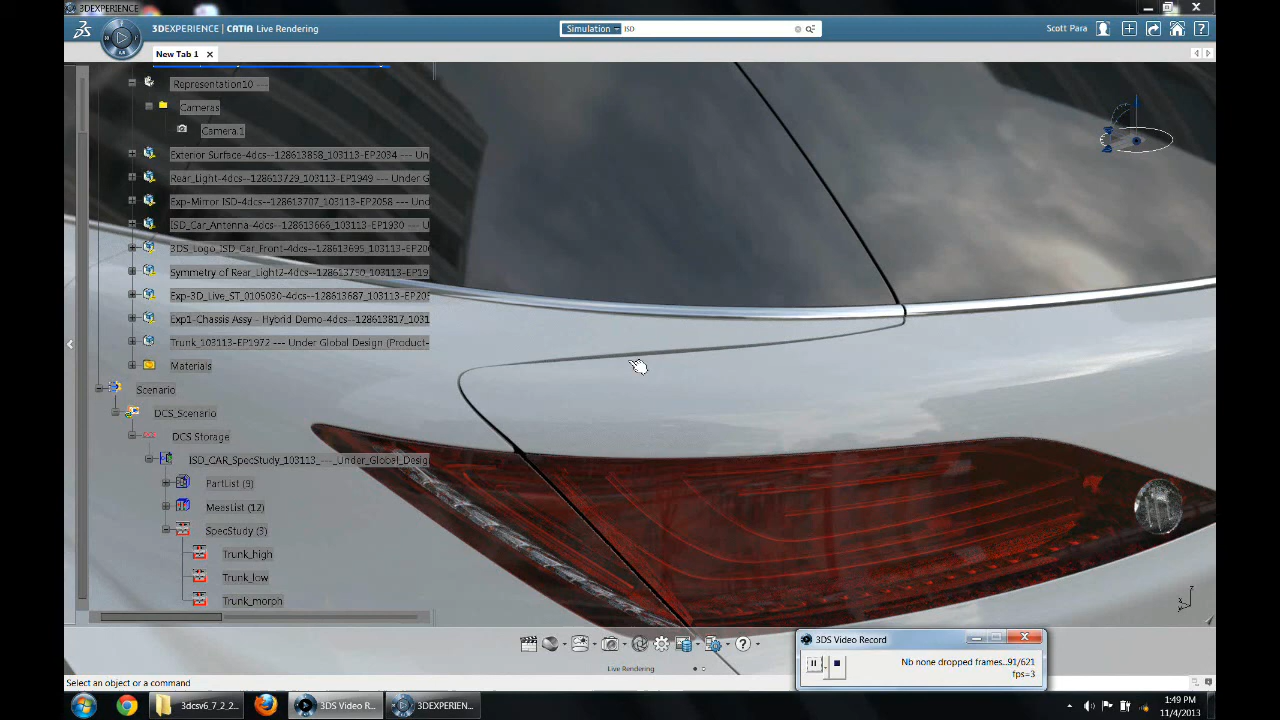 3DEXPERIENCE
3DEXPERIENCE | CATIA Live Rendering
Simulation
ISD
Scott Para
New Tab 1
Representation10 ---
Cameras
Camera.1
Exterior Surface-4dcs--128613858_103113-EP2034 --- Un
Rear_Light-4dcs--128613729_103113-EP1949 --- Under G
Exp-Mirror ISD-4dcs--128613707_103113-EP2058 --- Und
ISD_Car_Antenna-4dcs--128613666_103113-EP1930 --- U
3DS_Logo_ISD_Car_Front-4dcs--128613695_103113-EP20
Symmetry of Rear_Light2-4dcs--128613750_103113-EP19
Exp-3D_Live_ST_0105030-4dcs--128613687_103113-EP20
Exp1-Chassis Assy - Hybrid Demo-4dcs--128613817_1031
Trunk_103113-EP1972 --- Under Global Design (Product-
Materials
Scenario
DCS_Scenario
DCS Storage
ISD_CAR_SpecStudy_103113_---_Under_Global_Desig
PartList (9)
MeasList (12)
SpecStudy (3)
Trunk_high
Trunk_low
Trunk_morph
Live Rendering
3DS Video Record
Nb none dropped frames...91/621
fps=3
Select an object or a command
3dcsv6_7_2_2...
3DS Video R...
3DEXPERIEN...
1:49 PM
11/4/2013